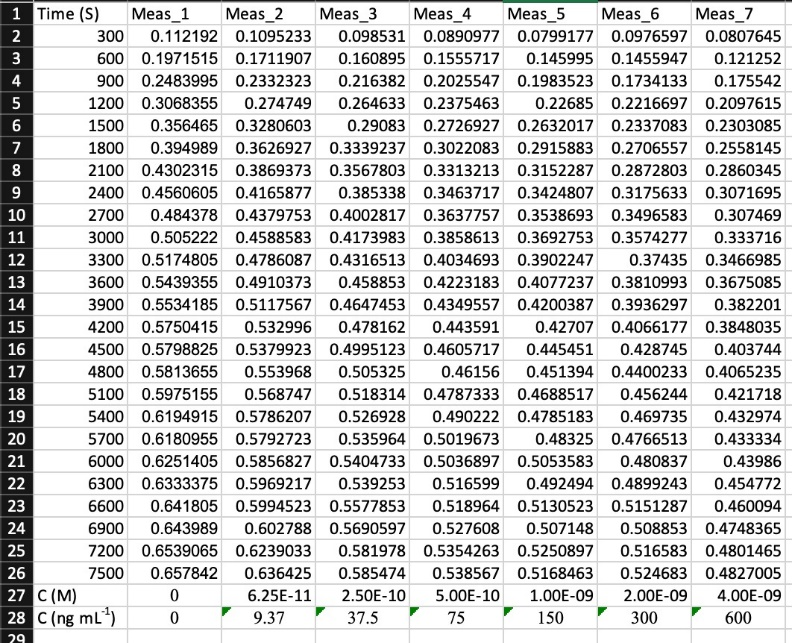 1 Time (S) Meas_1 Meas_2 Meas_3 Meas_4 Meas_5 Meas_6 Meas_7
2 300 0.112192 0.1095233 0.098531 0.0890977 0.0799177 0.0976597 0.0807645
3 600 0.1971515 0.1711907 0.160895 0.1555717 0.145995 0.1455947 0.121252
4 900 0.2483995 0.2332323 0.216382 0.2025547 0.1983523 0.1734133 0.175542
5 1200 0.3068355 0.274749 0.264633 0.2375463 0.22685 0.2216697 0.2097615
6 1500 0.356465 0.3280603 0.29083 0.2726927 0.2632017 0.2337083 0.2303085
7 1800 0.394989 0.3626927 0.3339237 0.3022083 0.2915883 0.2706557 0.2558145
8 2100 0.4302315 0.3869373 0.3567803 0.3313213 0.3152287 0.2872803 0.2860345
9 2400 0.4560605 0.4165877 0.385338 0.3463717 0.3424807 0.3175633 0.3071695
10 2700 0.484378 0.4379753 0.4002817 0.3637757 0.3538693 0.3496583 0.307469
11 3000 0.505222 0.4588583 0.4173983 0.3858613 0.3692753 0.3574277 0.333716
12 3300 0.5174805 0.4786087 0.4316513 0.4034693 0.3902247 0.37435 0.3466985
13 3600 0.5439355 0.4910373 0.458853 0.4223183 0.4077237 0.3810993 0.3675085
14 3900 0.5534185 0.5117567 0.4647453 0.4349557 0.4200387 0.3936297 0.382201
15 4200 0.5750415 0.532996 0.478162 0.443591 0.42707 0.4066177 0.3848035
16 4500 0.5798825 0.5379923 0.4995123 0.4605717 0.445451 0.428745 0.403744
17 4800 0.5813655 0.553968 0.505325 0.46156 0.451394 0.4400233 0.4065235
18 5100 0.5975155 0.568747 0.518314 0.4787333 0.4688517 0.456244 0.421718
19 5400 0.6194915 0.5786207 0.526928 0.490222 0.4785183 0.469735 0.432974
20 5700 0.6180955 0.5792723 0.535964 0.5019673 0.48325 0.4766513 0.433334
21 6000 0.6251405 0.5856827 0.5404733 0.5036897 0.5053583 0.480837 0.43986
22 6300 0.6333375 0.5969217 0.539253 0.516599 0.492494 0.4899243 0.454772
23 6600 0.641805 0.5994523 0.5577853 0.518964 0.5130523 0.5151287 0.460094
24 6900 0.643989 0.602788 0.5690597 0.527608 0.507148 0.508853 0.4748365
25 7200 0.6539065 0.6239033 0.581978 0.5354263 0.5250897 0.516583 0.4801465
26 7500 0.657842 0.636425 0.585474 0.538567 0.5168463 0.524683 0.4827005
27 C (M) 0 6.25E-11 2.50E-10 5.00E-10 1.00E-09 2.00E-09 4.00E-09
28 C (ng mL⁻¹) 0 9.37 37.5 75 150 300 600
29